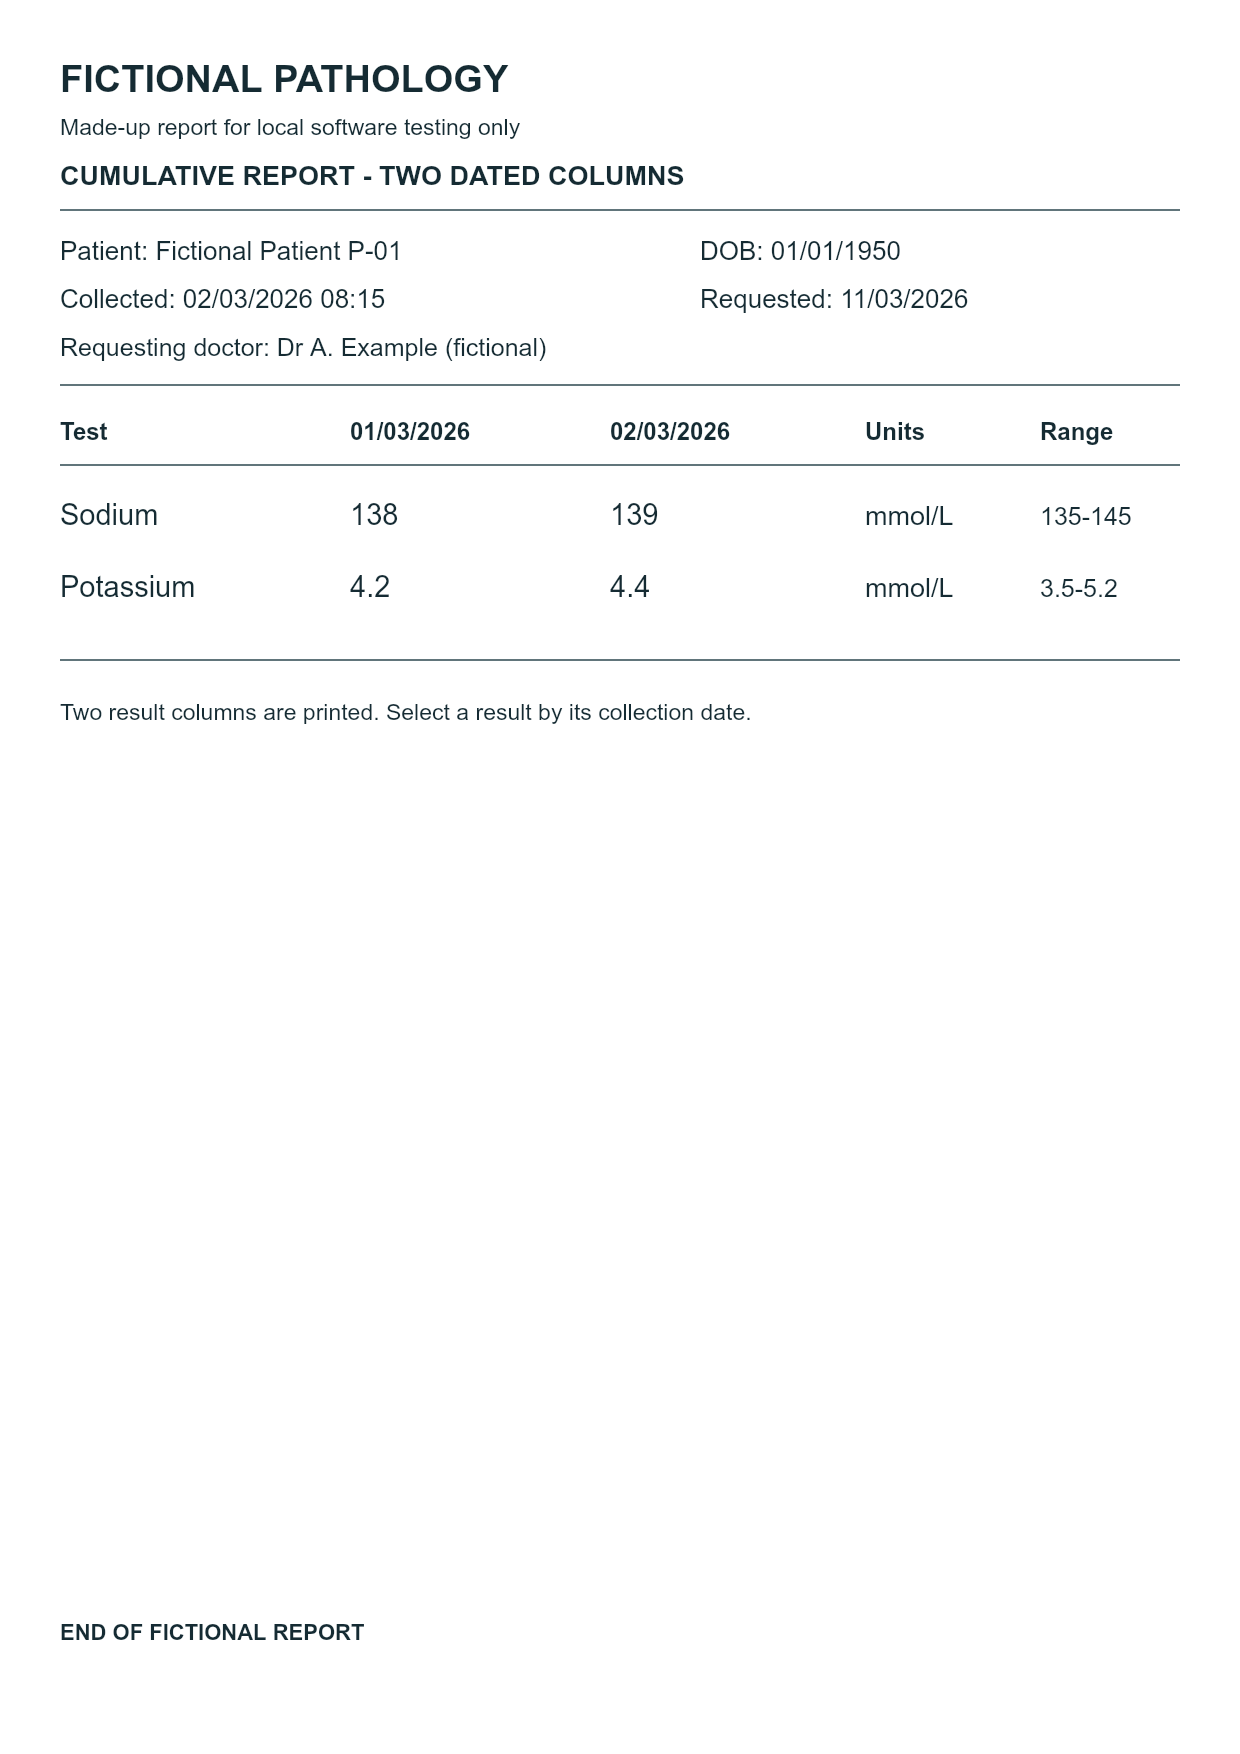 FICTIONAL PATHOLOGY
Made-up report for local software testing only
CUMULATIVE REPORT - TWO DATED COLUMNS
Patient: Fictional Patient P-01 DOB: 01/01/1950
Collected: 02/03/2026 08:15 Requested: 11/03/2026
Requesting doctor: Dr A. Example (fictional)
Test 01/03/2026 02/03/2026 Units Range
Sodium 138 139 mmol/L 135-145
Potassium 4.2 4.4 mmol/L 3.5-5.2
Two result columns are printed. Select a result by its collection date.
END OF FICTIONAL REPORT